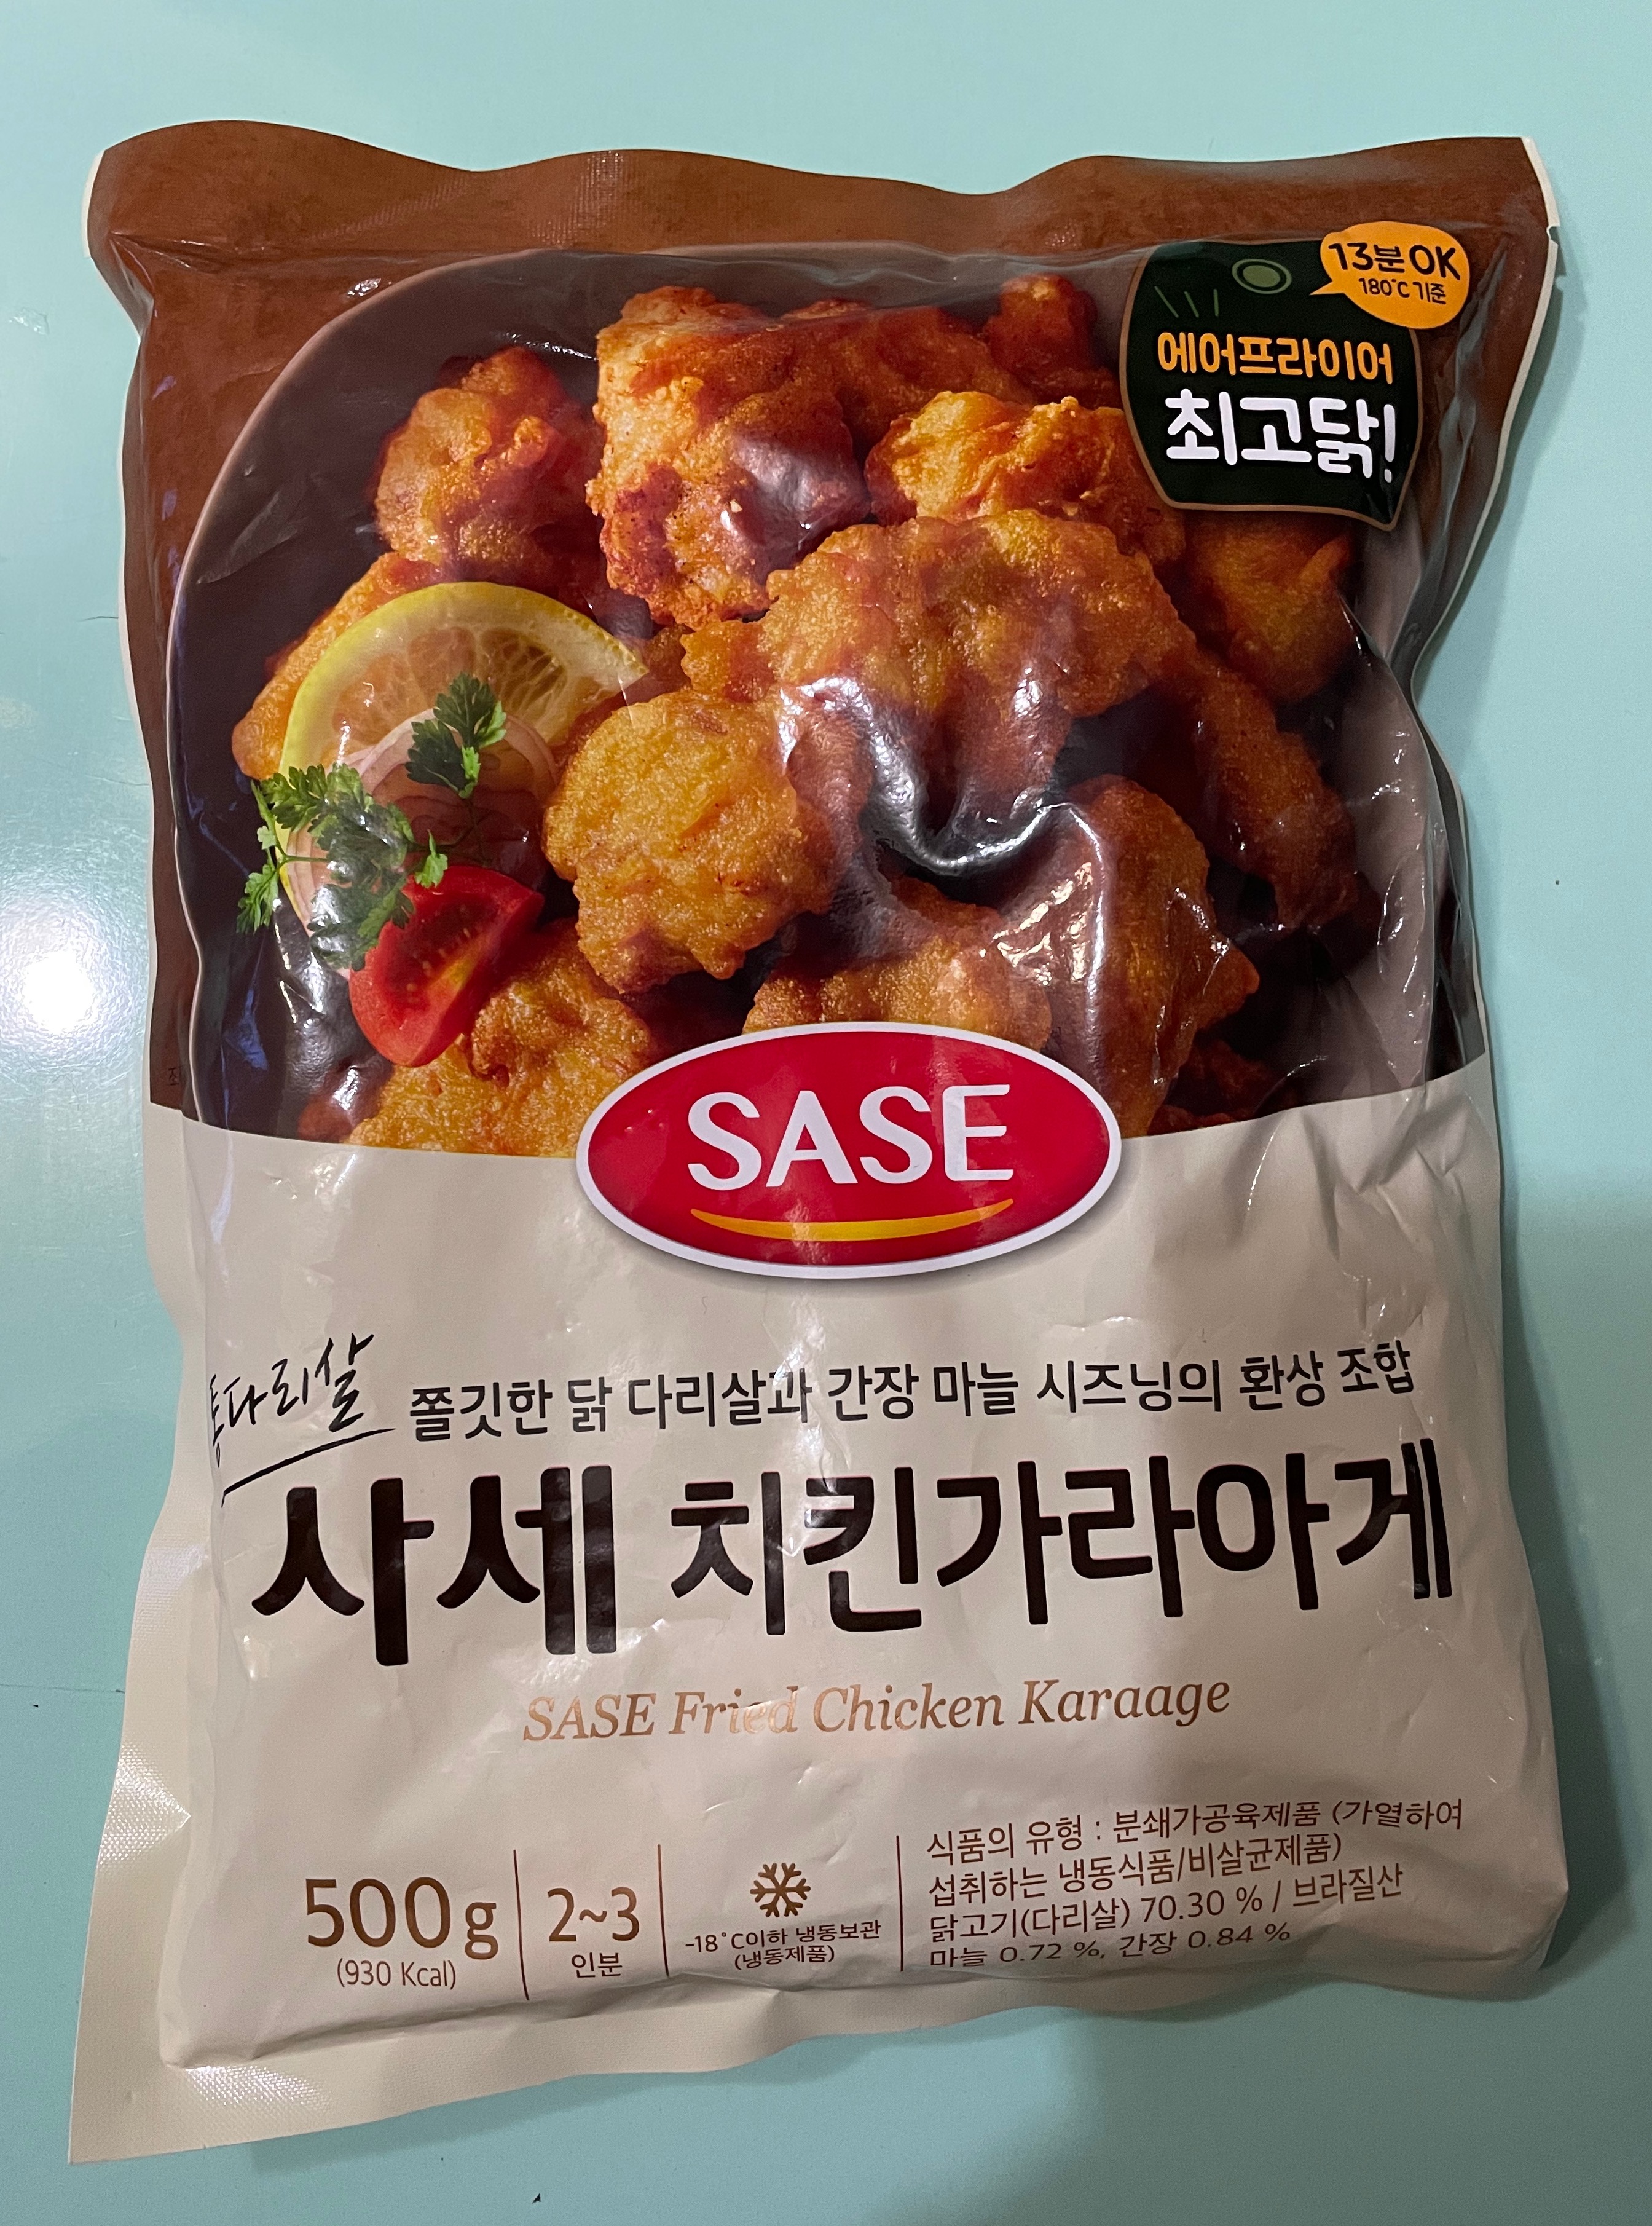 13분 OK
180℃ 기준
에어프라이어
최고닭!
SASE
통다리살
쫄깃한 닭 다리살과 간장 마늘 시즈닝의 환상 조합
사세 치킨가라아게
SASE Fried Chicken Karaage
500g
(930 Kcal)
2~3
인분
-18℃이하 냉동보관
(냉동제품)
식품의 유형 : 분쇄가공육제품 (가열하여
섭취하는 냉동식품/비살균제품)
닭고기(다리살) 70.30 % / 브라질산
마늘 0.72 %, 간장 0.84 %